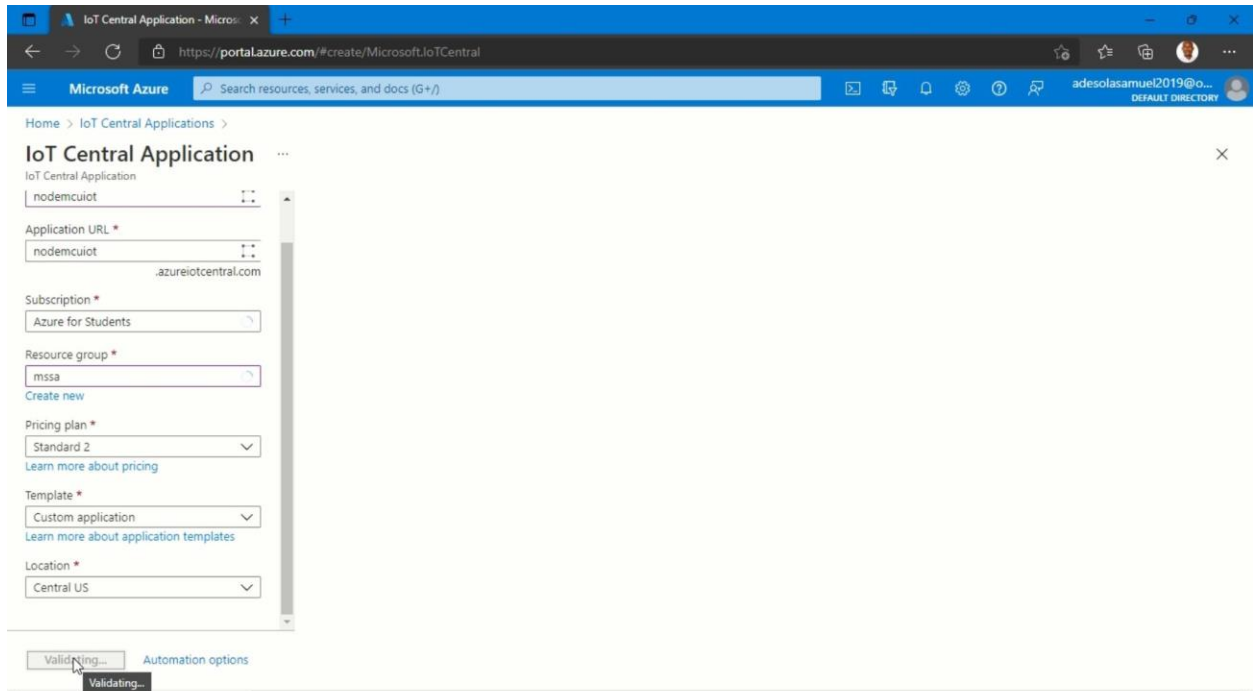 IoT Central Application - Micros
https://portal.azure.com/#create/Microsoft.IoTCentral
Microsoft Azure
Search resources, services, and docs (G+/)
adesolasamuel2019@o...
DEFAULT DIRECTORY
Home > IoT Central Applications >
IoT Central Application ...
IoT Central Application
nodemcuiot
Application URL *
nodemcuiot
.azureiotcentral.com
Subscription *
Azure for Students
Resource group *
mssa
Create new
Pricing plan *
Standard 2
Learn more about pricing
Template *
Custom application
Learn more about application templates
Location *
Central US
Validating... Automation options
Validating...